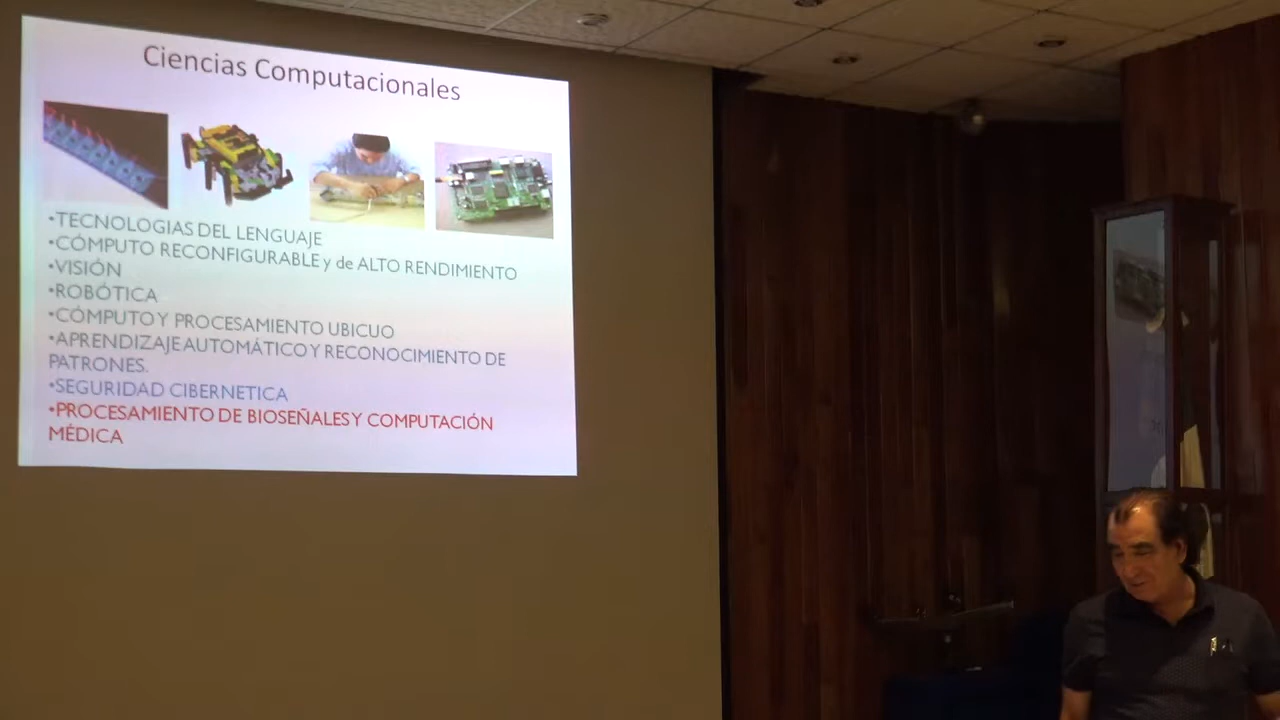 Ciencias Computacionales
•TECNOLOGIAS DEL LENGUAJE
•CÓMPUTO RECONFIGURABLE y de ALTO RENDIMIENTO
•VISIÓN
•ROBÓTICA
•CÓMPUTO Y PROCESAMIENTO UBICUO
•APRENDIZAJE AUTOMÁTICO Y RECONOCIMIENTO DE
PATRONES.
•SEGURIDAD CIBERNETICA
•PROCESAMIENTO DE BIOSEÑALES Y COMPUTACIÓN
MÉDICA